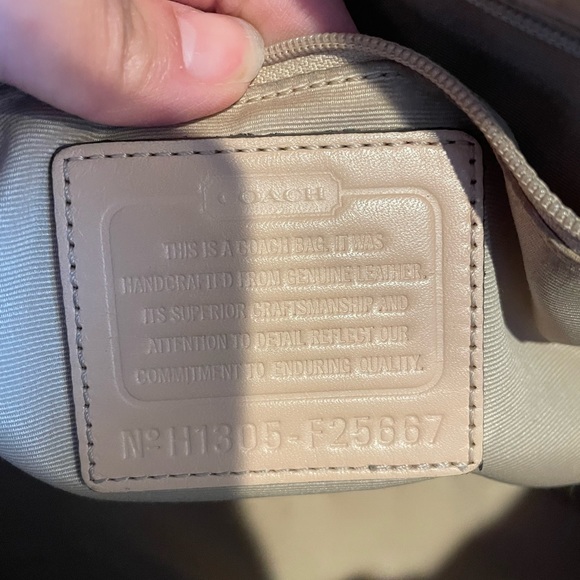 COACH
THIS IS A COACH BAG. IT WAS
HANDCRAFTED FROM GENUINE LEATHER.
ITS SUPERIOR CRAFTSMANSHIP AND
ATTENTION TO DETAIL REFLECT OUR
COMMITMENT TO ENDURING QUALITY.
Nº H1305-F25667